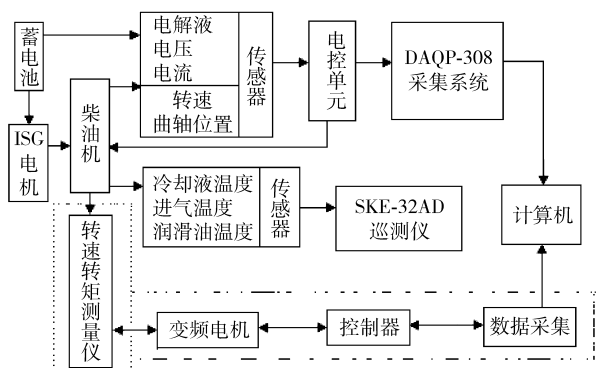 蓄电池
电解液
电压
电流
转速
曲轴位置
传感器
电控单元
DAQP-308
采集系统
ISG
电机
柴油机
冷却液温度
进气温度
润滑油温度
传感器
SKE-32AD
巡测仪
计算机
转速转矩测量仪
变频电机
控制器
数据采集